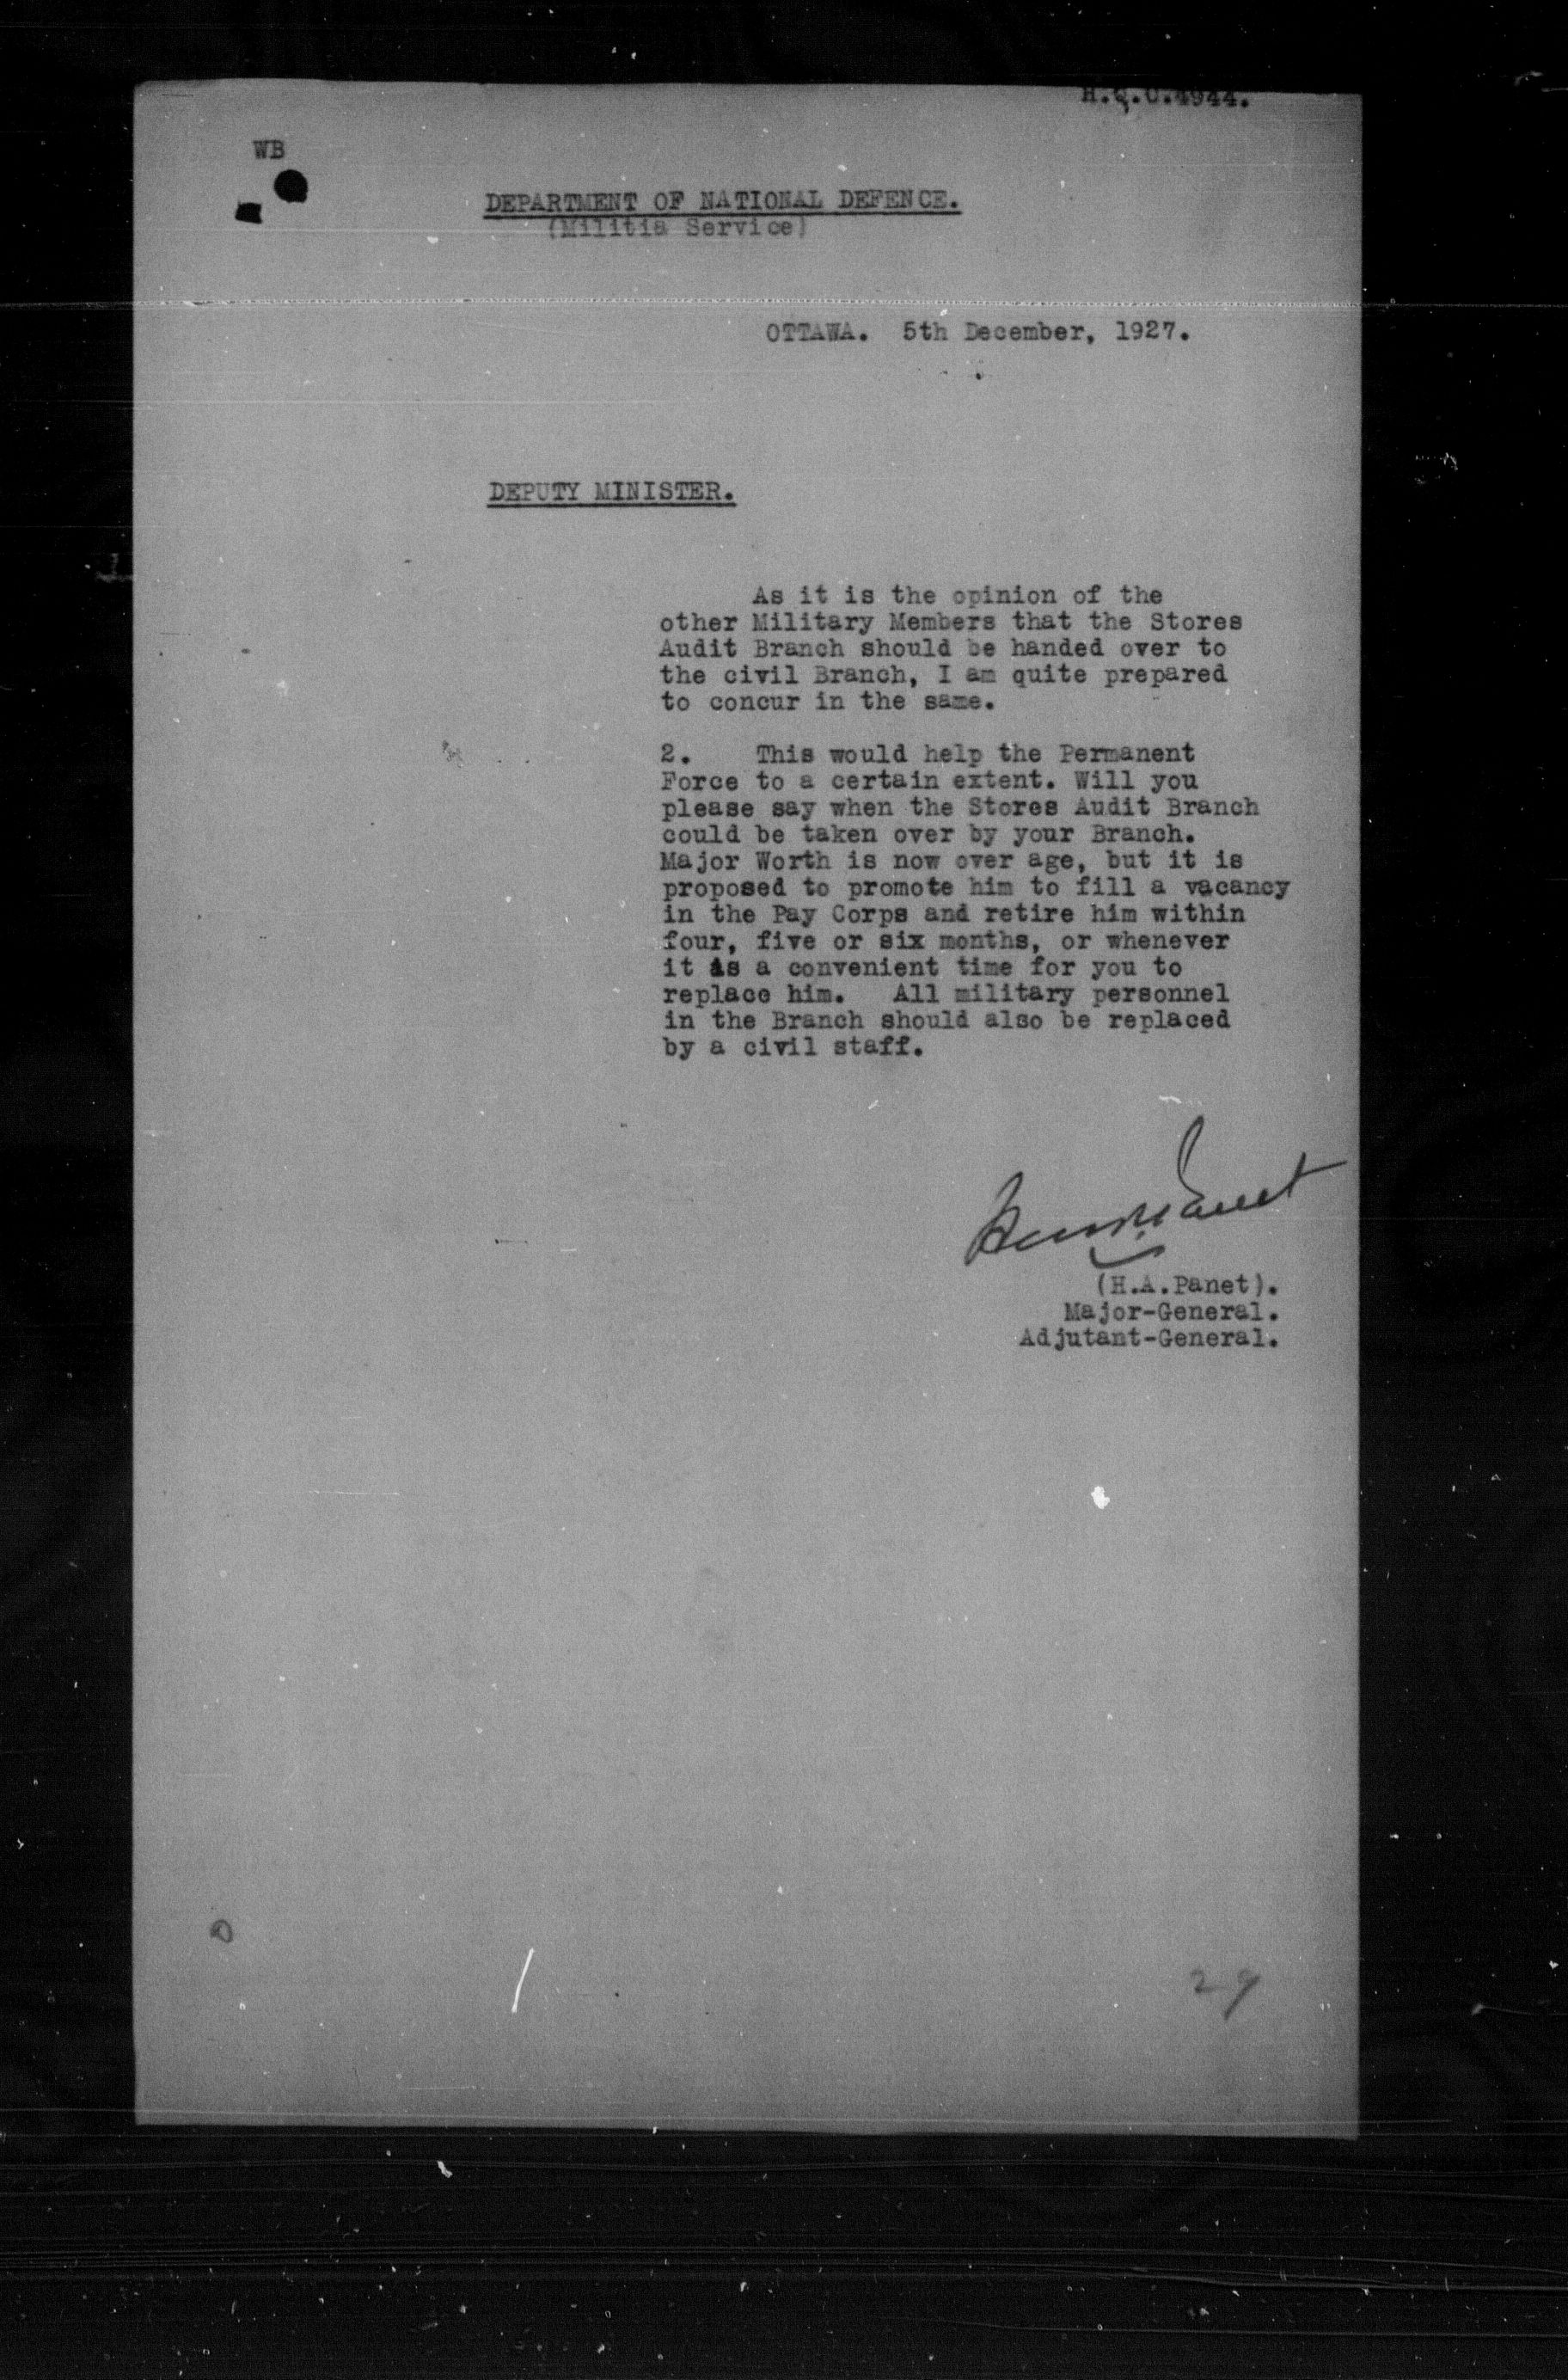 H.Q.C.4944.
WB
DEPARTMENT OF NATIONAL DEFENCE.
(Militia Service)
OTTAWA. 5th December, 1927.
DEPUTY MINISTER.
As it is the opinion of the
other Military Members that the Stores
Audit Branch should be handed over to
the civil Branch, I am quite prepared
to concur in the same.
2. This would help the Permanent
Force to a certain extent. Will you
please say when the Stores Audit Branch
could be taken over by your Branch.
Major Worth is now over age, but it is
proposed to promote him to fill a vacancy
in the Pay Corps and retire him within
four, five or six months, or whenever
it is a convenient time for you to
replace him. All military personnel
in the Branch should also be replaced
by a civil staff.
(H.A.Panet).
Major-General.
Adjutant-General.
29